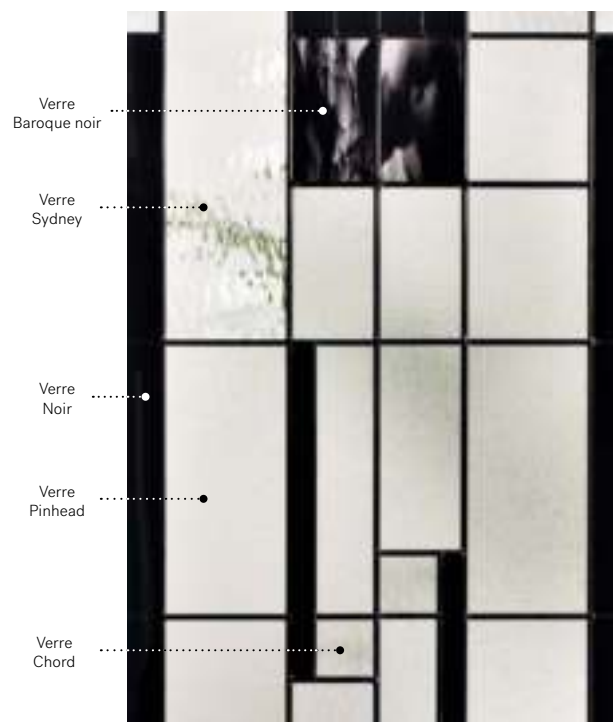 Verre
Baroque noir
Verre
Sydney
Verre
Noir
Verre
Pinhead
Verre
Chord